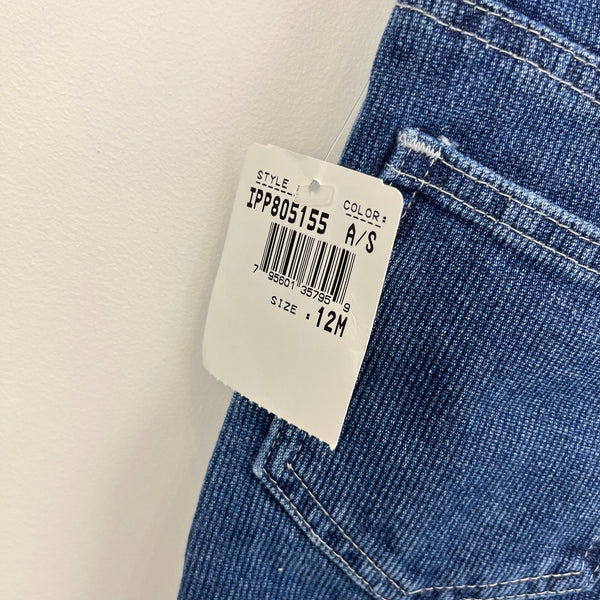 STYLE:
IPP805155
COLOR:
A/S
7 95601 35795 9
SIZE : 12M